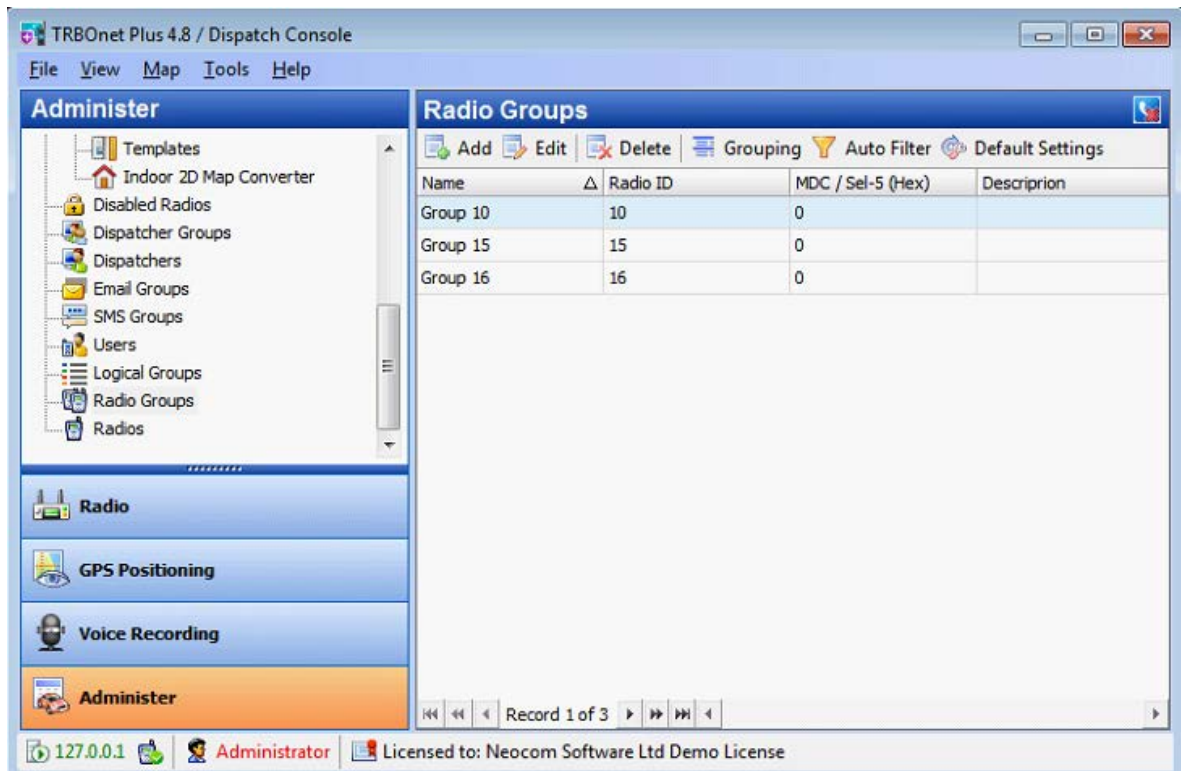 TRBOnet Plus 4.8 / Dispatch Console
File View Map Tools Help
Administer
Templates
Indoor 2D Map Converter
Disabled Radios
Dispatcher Groups
Dispatchers
Email Groups
SMS Groups
Users
Logical Groups
Radio Groups
Radios
Radio
GPS Positioning
Voice Recording
Administer
Radio Groups
Add Edit Delete Grouping Auto Filter Default Settings
Name Radio ID MDC / Sel-5 (Hex) Descriprion
Group 10 10 0
Group 15 15 0
Group 16 16 0
Record 1 of 3
127.0.0.1 Administrator Licensed to: Neocom Software Ltd Demo License